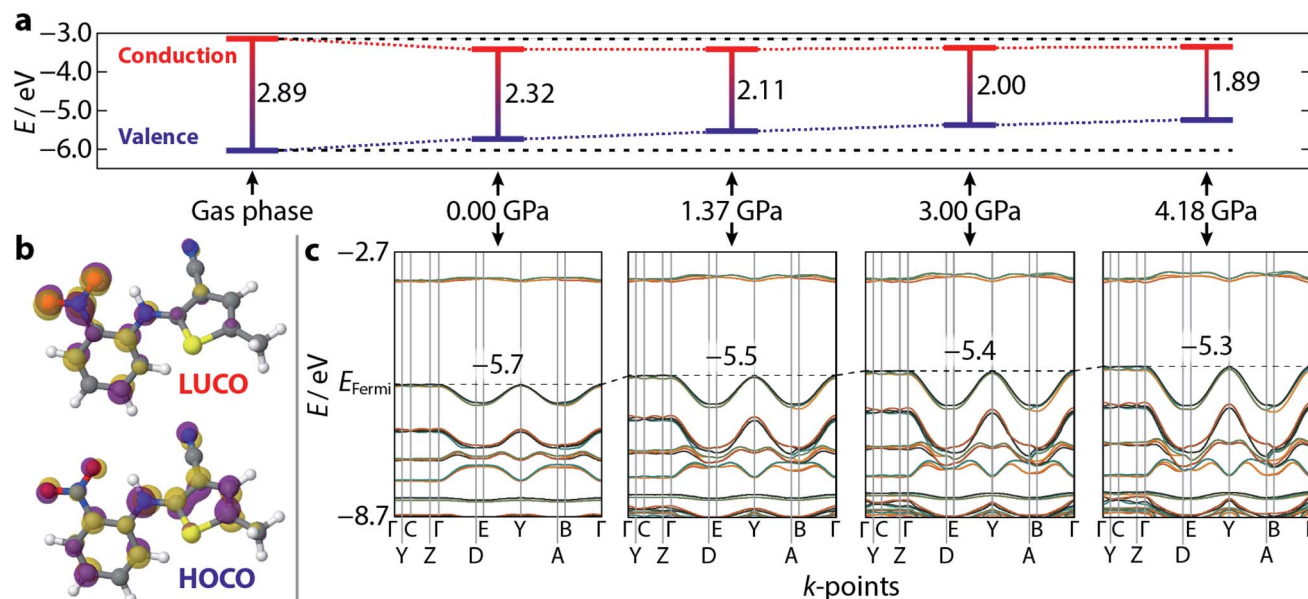 a
−3.0
−4.0
−5.0
−6.0
E / eV
Conduction
Valence
2.89
2.32
2.11
2.00
1.89
Gas phase
0.00 GPa
1.37 GPa
3.00 GPa
4.18 GPa
b
LUCO
HOCO
c
−2.7
E / eV
EFermi
−8.7
−5.7
−5.5
−5.4
−5.3
Γ C Γ E Y B Γ
Y Z D A
Γ C Γ E Y B Γ
Y Z D A
Γ C Γ E Y B Γ
Y Z D A
Γ C Γ E Y B Γ
Y Z D A
k-points